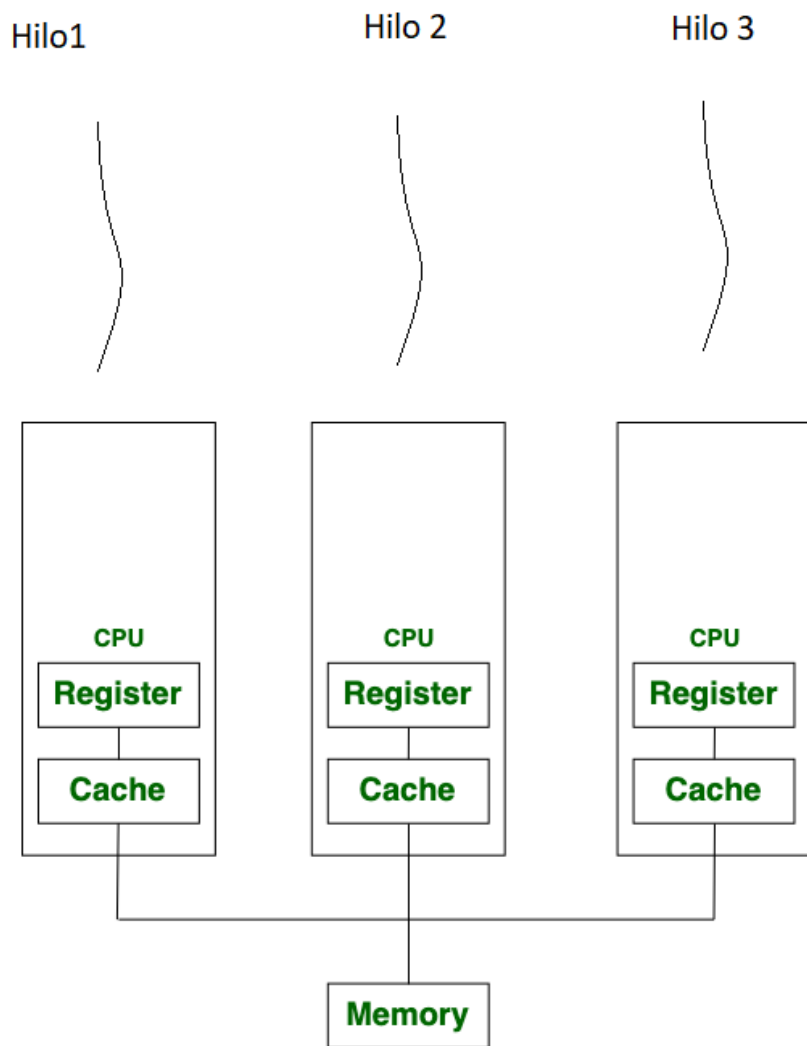 Hilo1
Hilo 2
Hilo 3
CPU
CPU
CPU
Register
Register
Register
Cache
Cache
Cache
Memory